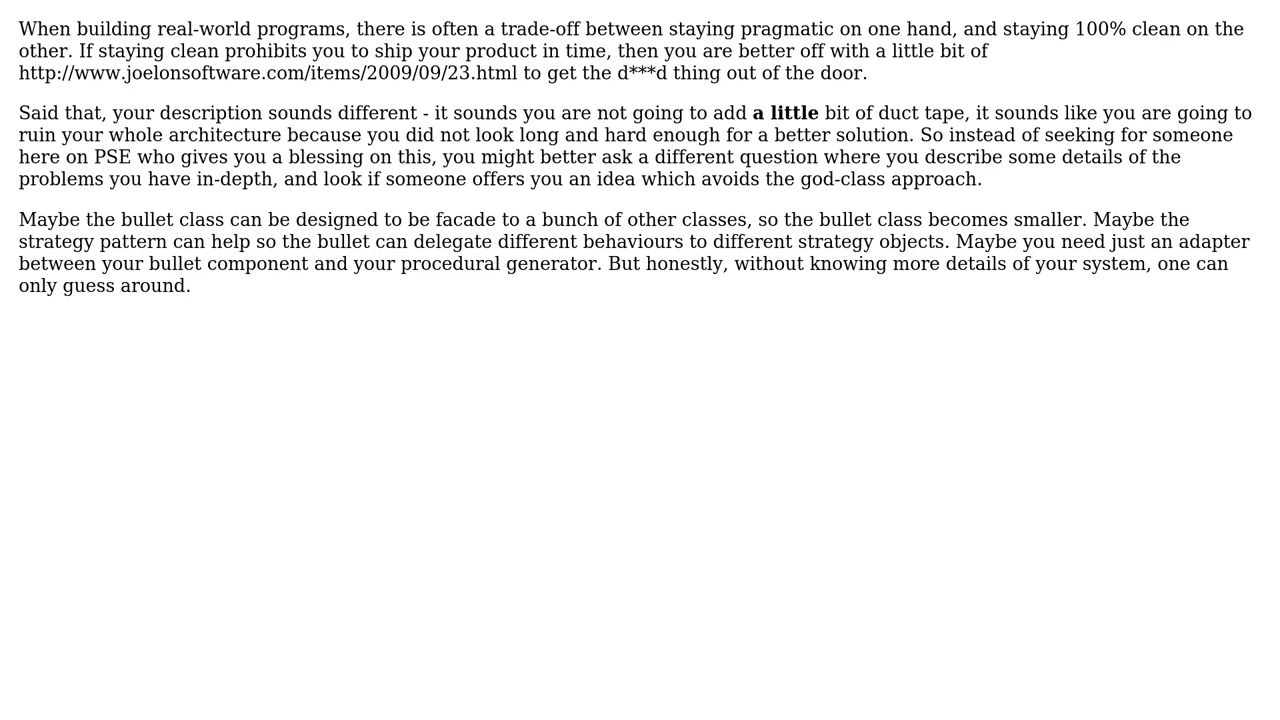 When building real-world programs, there is often a trade-off between staying pragmatic on one hand, and staying 100% clean on the
other. If staying clean prohibits you to ship your product in time, then you are better off with a little bit of
http://www.joelonsoftware.com/items/2009/09/23.html to get the d***d thing out of the door.
Said that, your description sounds different - it sounds you are not going to add a little bit of duct tape, it sounds like you are going to
ruin your whole architecture because you did not look long and hard enough for a better solution. So instead of seeking for someone
here on PSE who gives you a blessing on this, you might better ask a different question where you describe some details of the
problems you have in-depth, and look if someone offers you an idea which avoids the god-class approach.
Maybe the bullet class can be designed to be facade to a bunch of other classes, so the bullet class becomes smaller. Maybe the
strategy pattern can help so the bullet can delegate different behaviours to different strategy objects. Maybe you need just an adapter
between your bullet component and your procedural generator. But honestly, without knowing more details of your system, one can
only guess around.